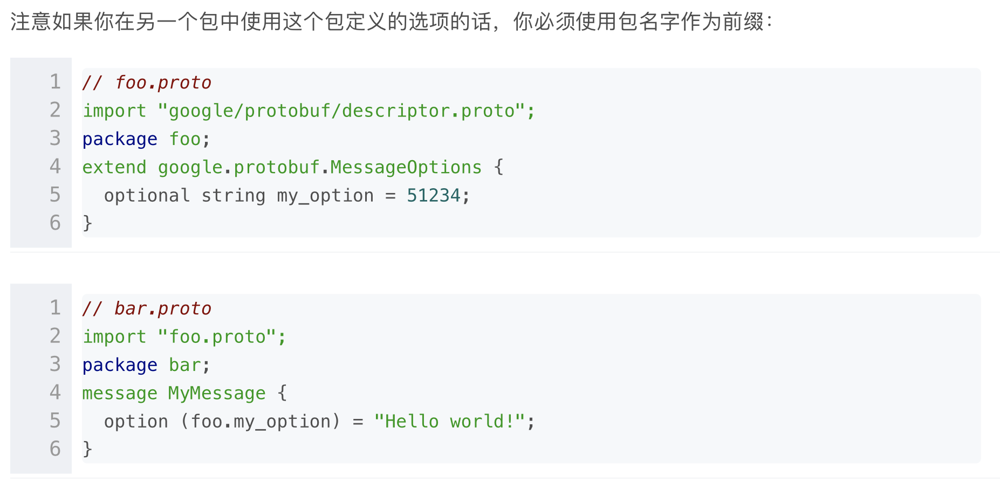 注意如果你在另一个包中使用这个包定义的选项的话，你必须使用包名字作为前缀：
1 // foo.proto
2 import "google/protobuf/descriptor.proto";
3 package foo;
4 extend google.protobuf.MessageOptions {
5   optional string my_option = 51234;
6 }
1 // bar.proto
2 import "foo.proto";
3 package bar;
4 message MyMessage {
5   option (foo.my_option) = "Hello world!";
6 }